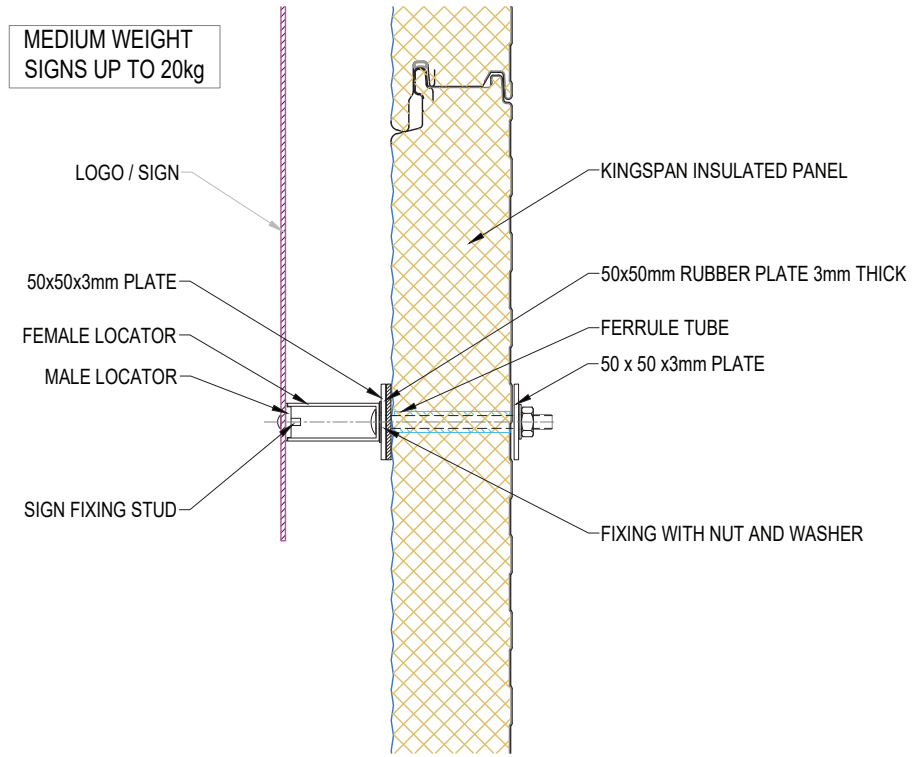 MEDIUM WEIGHT
SIGNS UP TO 20kg
LOGO / SIGN
50x50x3mm PLATE
FEMALE LOCATOR
MALE LOCATOR
SIGN FIXING STUD
KINGSPAN INSULATED PANEL
50x50mm RUBBER PLATE 3mm THICK
FERRULE TUBE
50 x 50 x3mm PLATE
FIXING WITH NUT AND WASHER